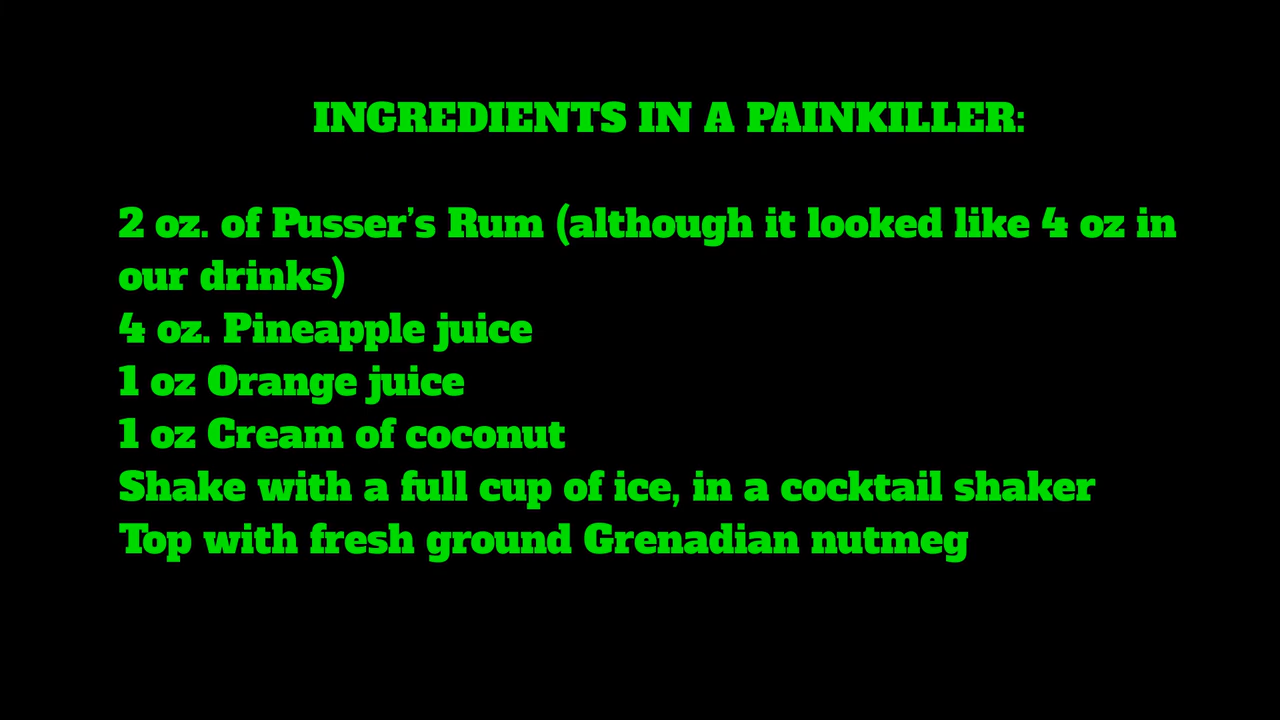 INGREDIENTS IN A PAINKILLER:
2 oz. of Pusser’s Rum (although it looked like 4 oz in
our drinks)
4 oz. Pineapple juice
1 oz Orange juice
1 oz Cream of coconut
Shake with a full cup of ice, in a cocktail shaker
Top with fresh ground Grenadian nutmeg